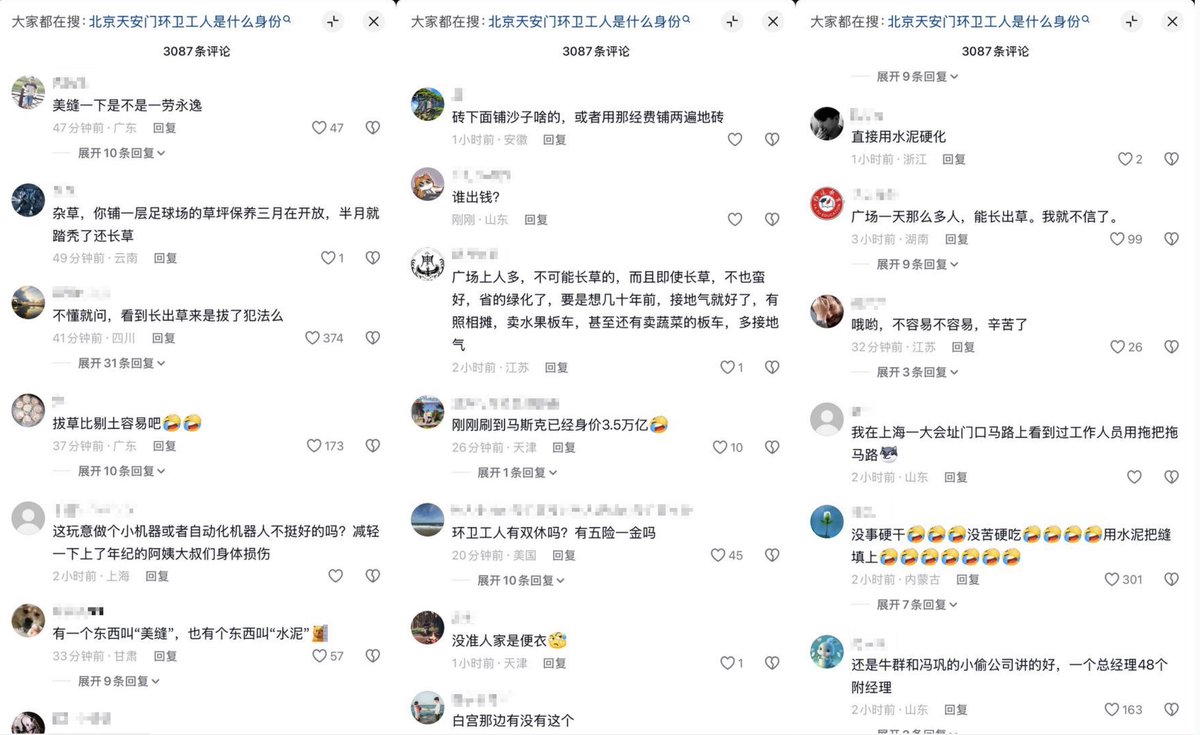 大家都在搜：北京天安门环卫工人是什么身份
3087条评论
美缝一下是不是一劳永逸
47分钟前·广东 回复 47
展开10条回复
杂草，你铺一层足球场的草坪保养三月在开放，半月就
踏秃了还长草
49分钟前·云南 回复 1
不懂就问，看到长出草来是拔了犯法么
41分钟前·四川 回复 374
展开31条回复
拔草比剔土容易吧🤣🤣
37分钟前·广东 回复 173
展开10条回复
这玩意做个小机器或者自动化机器人不挺好的吗？减轻
一下上了年纪的阿姨大叔们身体损伤
2小时前·上海 回复
有一个东西叫“美缝”，也有个东西叫“水泥”
33分钟前·甘肃 回复 57
展开9条回复
大家都在搜：北京天安门环卫工人是什么身份
3087条评论
砖下面铺沙子啥的，或者用那经费铺两遍地砖
1小时前·安徽 回复
谁出钱？
刚刚·山东 回复
广场上人多，不可能长草的，而且即使长草，不也蛮
好，省的绿化了，要是想几十年前，接地气就好了，有
照相摊，卖水果板车，甚至还有卖蔬菜的板车，多接地
气
2小时前·江苏 回复 1
刚刚刷到马斯克已经身价3.5万亿🤣
26分钟前·天津 回复 10
展开1条回复
环卫工人有双休吗？有五险一金吗
20分钟前·美国 回复 45
展开10条回复
没准人家是便衣🧐
1小时前·天津 回复 1
白宫那边有没有这个
大家都在搜：北京天安门环卫工人是什么身份
3087条评论
展开9条回复
直接用水泥硬化
1小时前·浙江 回复 2
广场一天那么多人，能长出草。我就不信了。
3小时前·湖南 回复 99
展开9条回复
哦哟，不容易不容易，辛苦了
32分钟前·江苏 回复 26
展开3条回复
我在上海一大会址门口马路上看到过工作人员用拖把拖
马路
2小时前·山东 回复
没事硬干🤣🤣🤣没苦硬吃🤣🤣🤣🤣用水泥把缝
填上🤣🤣🤣🤣🤣🤣🤣
2小时前·内蒙古 回复 301
展开7条回复
还是牛群和冯巩的小偷公司讲的好，一个总经理48个
附经理
2小时前·山东 回复 163